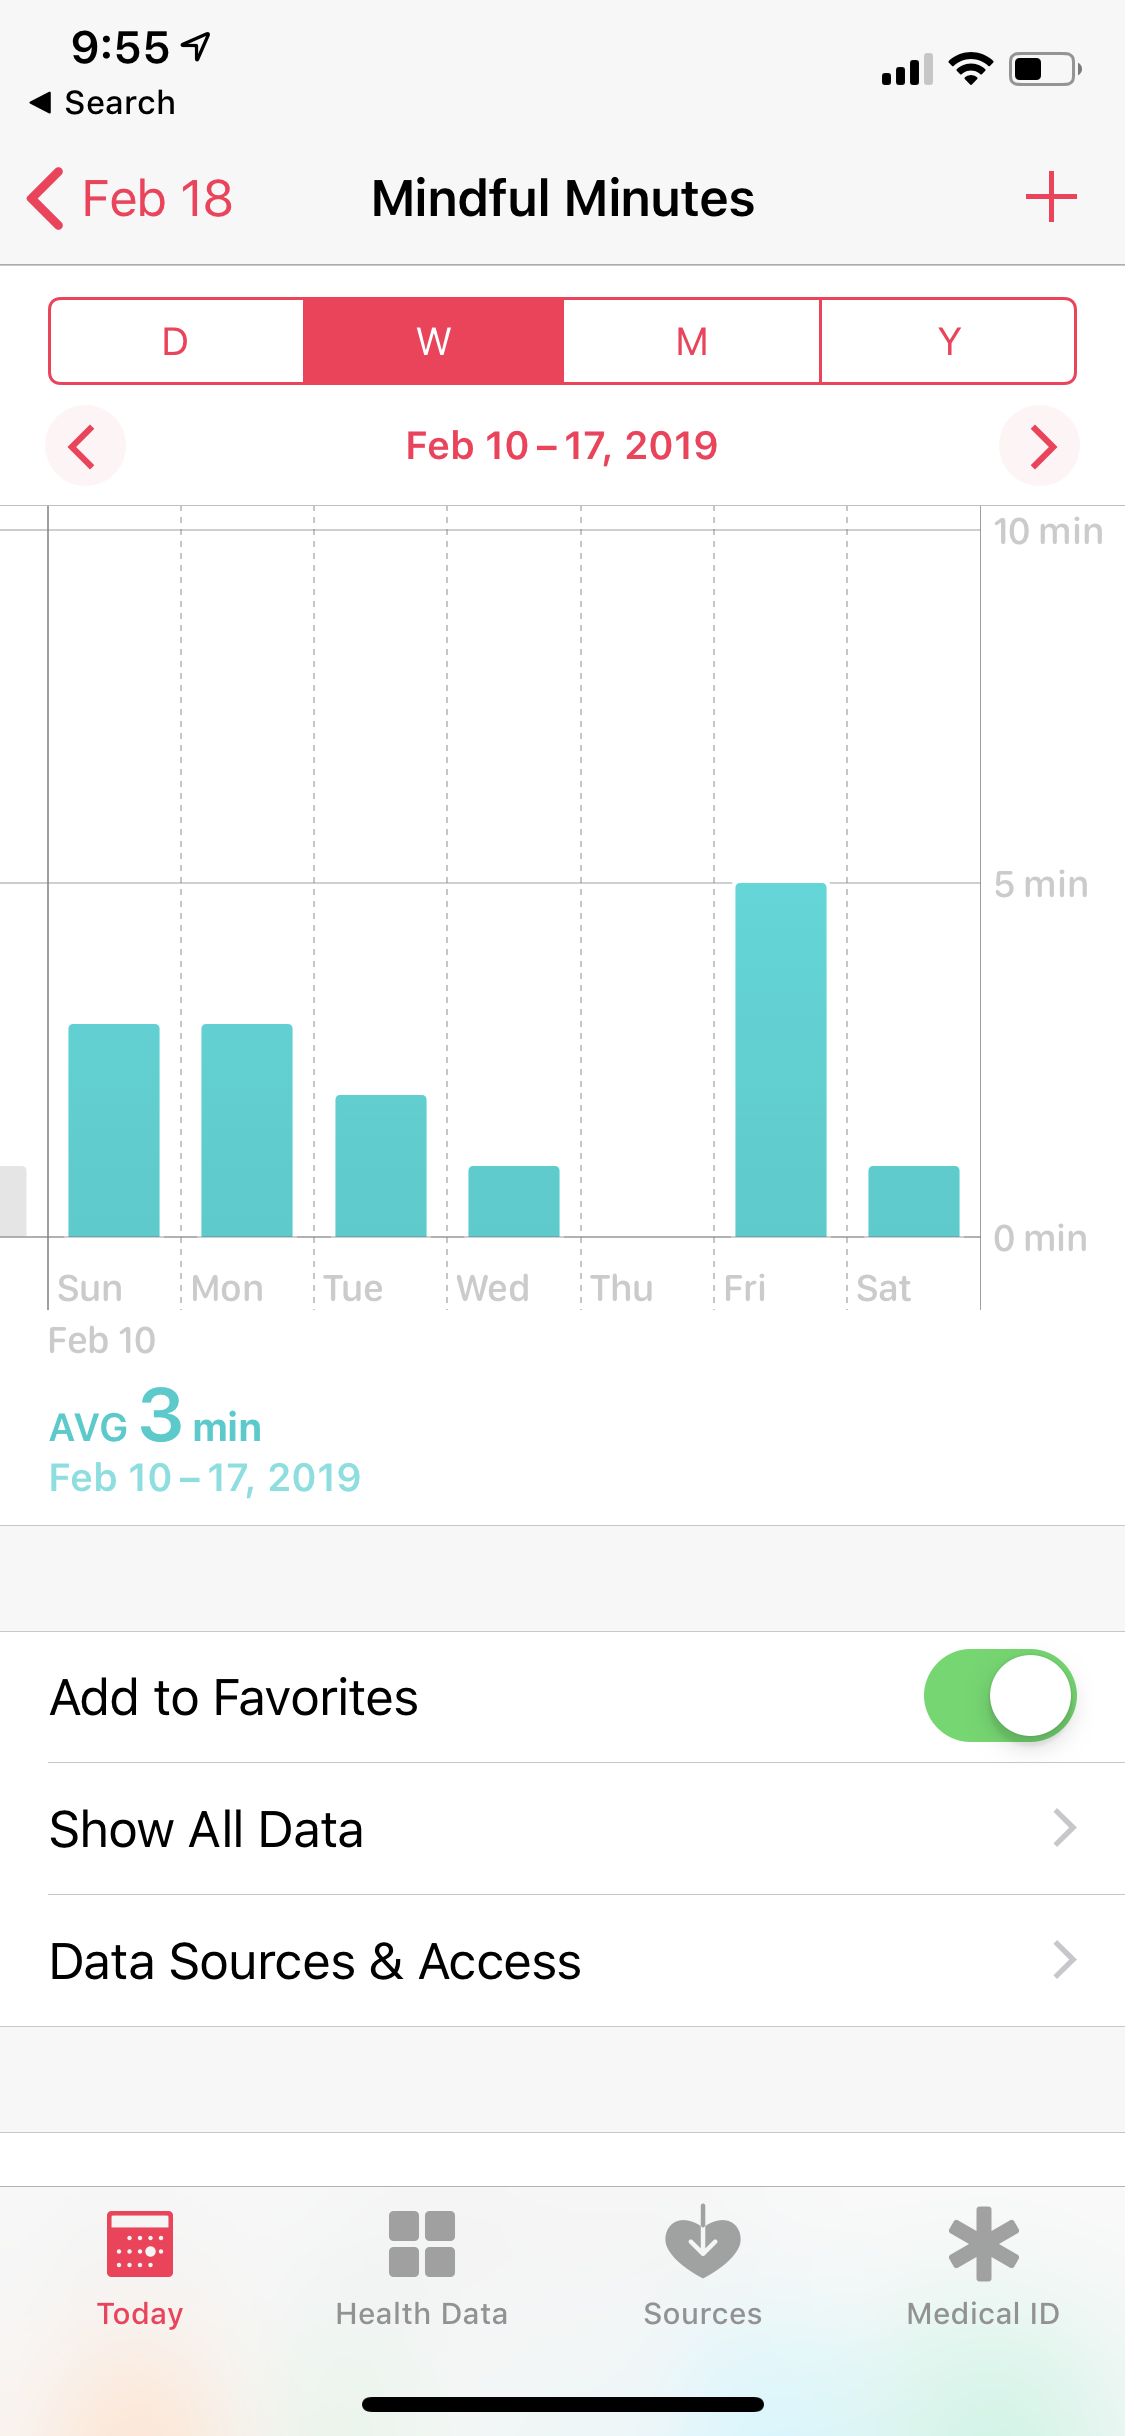 9:55
◀ Search
Feb 18
Mindful Minutes
D W M Y
Feb 10 – 17, 2019
10 min
5 min
0 min
Sun Mon Tue Wed Thu Fri Sat
Feb 10
AVG 3 min
Feb 10 – 17, 2019
Add to Favorites
Show All Data
Data Sources & Access
Today Health Data Sources Medical ID